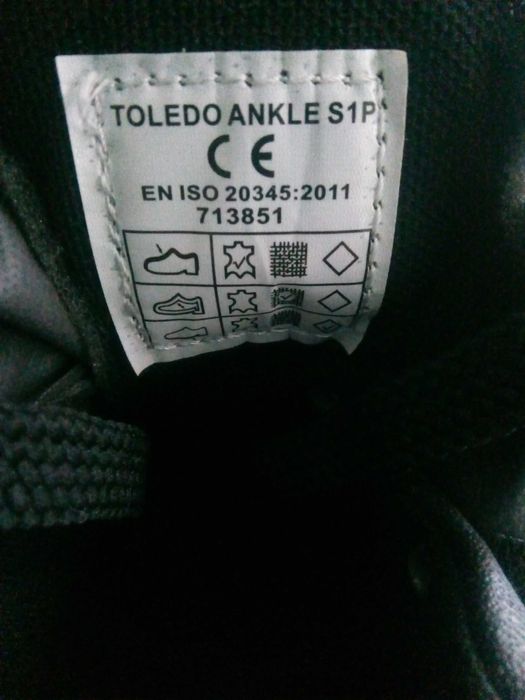 TOLEDO ANKLE S1P
CE
EN ISO 20345:2011
713851